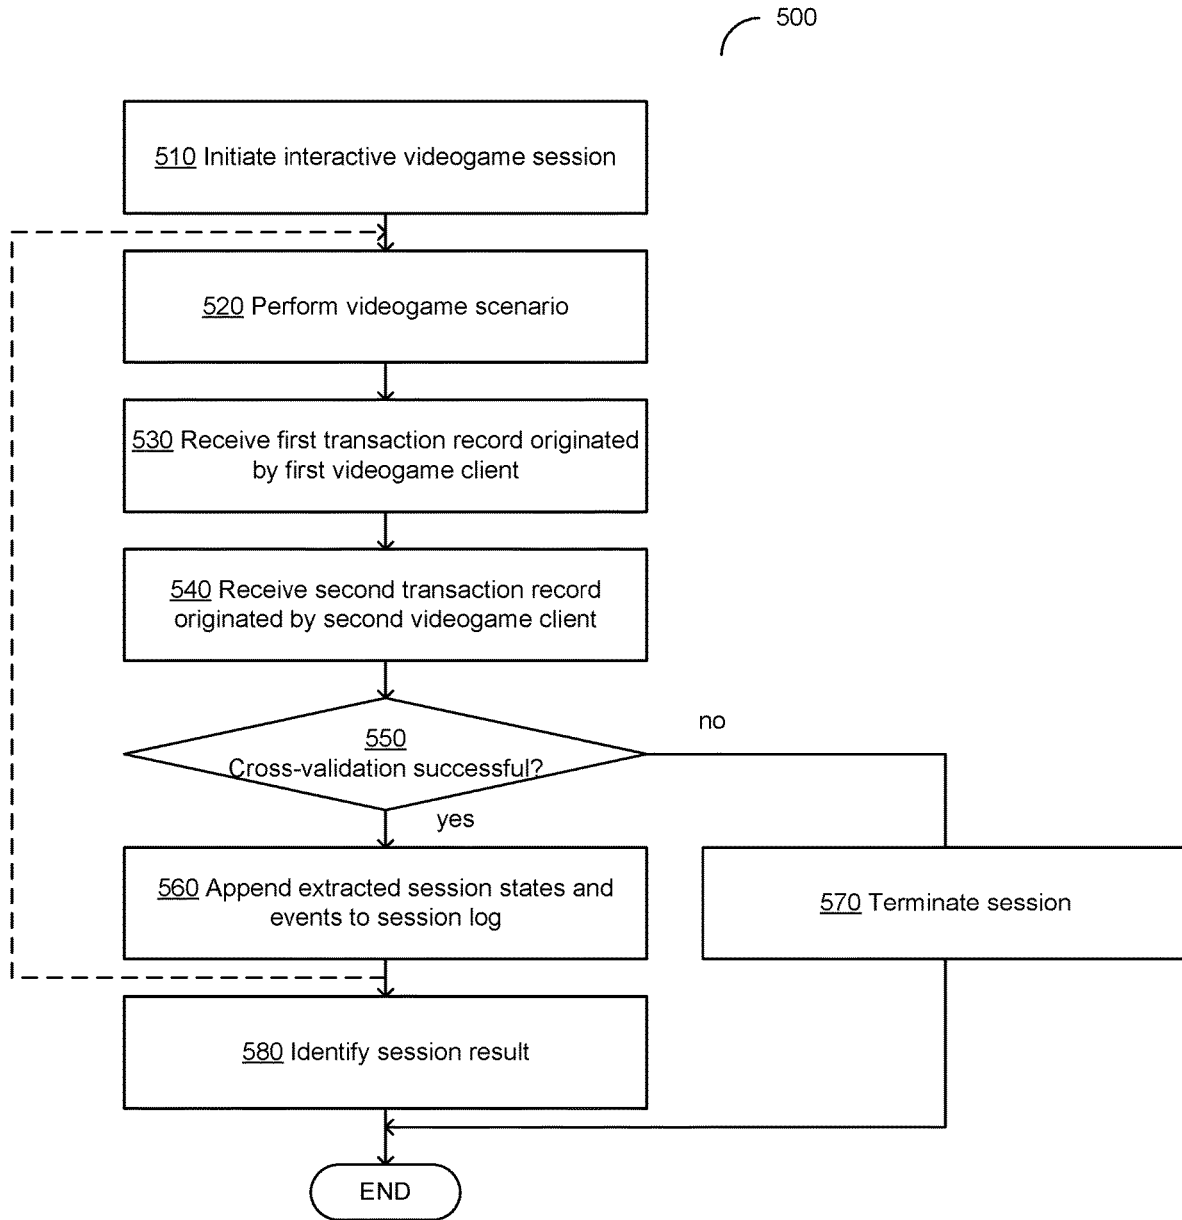 500
510 Initiate interactive videogame session
520 Perform videogame scenario
530 Receive first transaction record originated
by first videogame client
540 Receive second transaction record
originated by second videogame client
550
Cross-validation successful?
no
yes
560 Append extracted session states and
events to session log
570 Terminate session
580 Identify session result
END